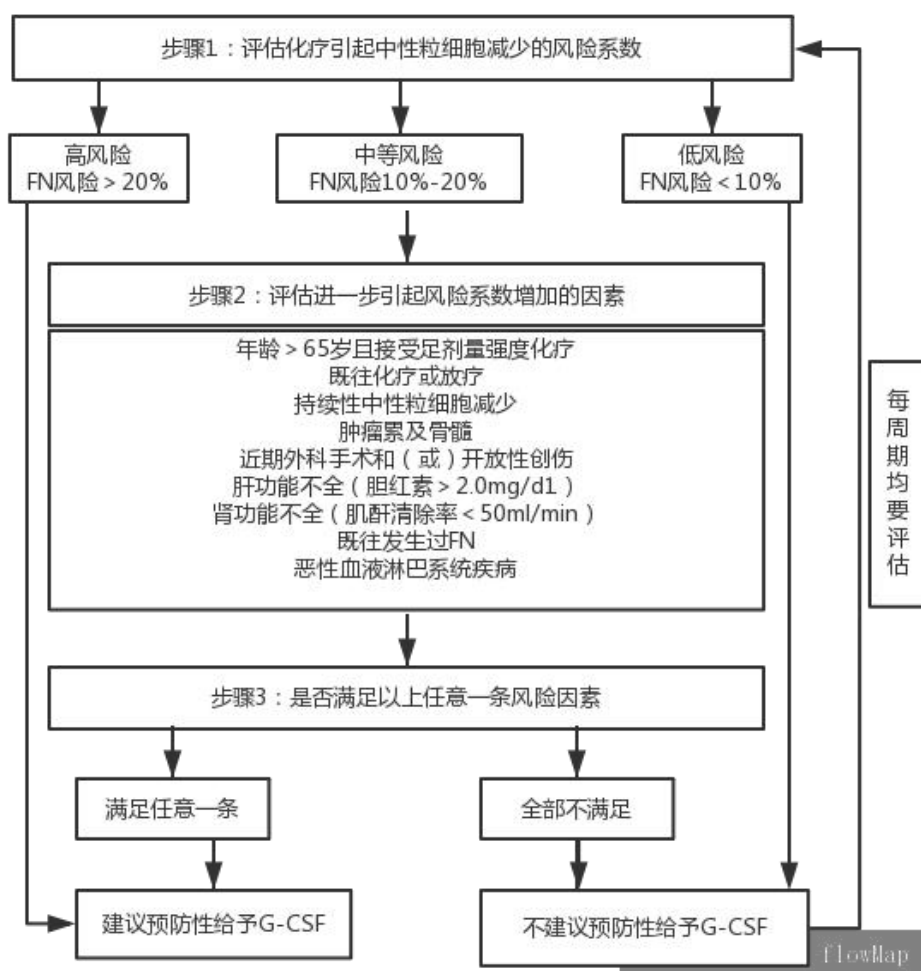 步骤1：评估化疗引起中性粒细胞减少的风险系数
高风险
FN风险＞20%
中等风险
FN风险10%-20%
低风险
FN风险＜10%
步骤2：评估进一步引起风险系数增加的因素
年龄＞65岁且接受足剂量强度化疗
既往化疗或放疗
持续性中性粒细胞减少
肿瘤累及骨髓
近期外科手术和（或）开放性创伤
肝功能不全（胆红素＞2.0mg/d1）
肾功能不全（肌酐清除率＜50ml/min）
既往发生过FN
恶性血液淋巴系统疾病
每周期均要评估
步骤3：是否满足以上任意一条风险因素
满足任意一条
全部不满足
建议预防性给予G-CSF
不建议预防性给予G-CSF
flowMap